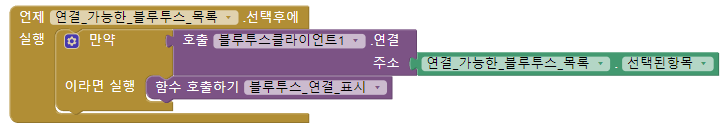 언제 연결_가능한_블루투스_목록 .선택후에
실행 만약 호출 블루투스클라이언트1 .연결
주소 연결_가능한_블루투스_목록 . 선택된항목
이라면 실행 함수 호출하기 블루투스_연결_표시